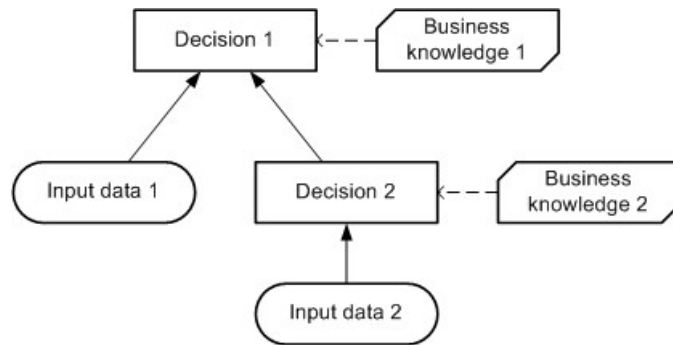 Decision 1
Business
knowledge 1
Input data 1
Decision 2
Business
knowledge 2
Input data 2